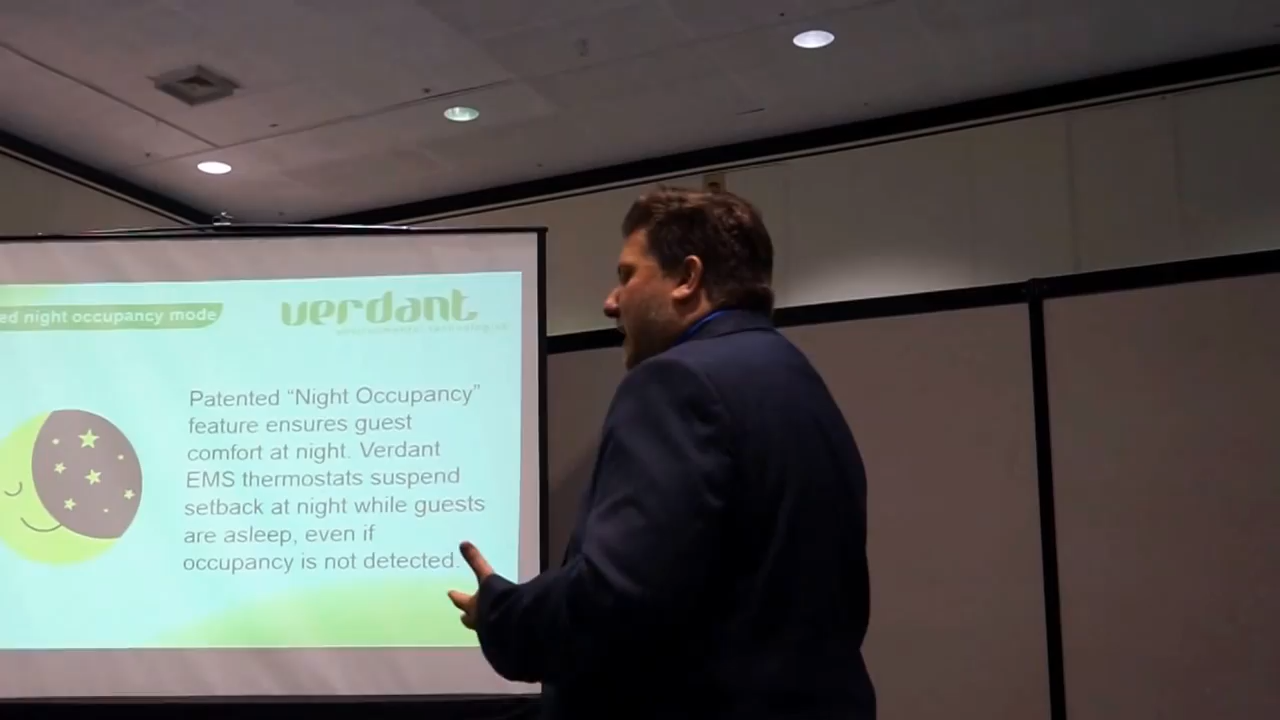 ed night occupancy mode
verdant
Patented “Night Occupancy”
feature ensures guest
comfort at night. Verdant
EMS thermostats suspend
setback at night while guests
are asleep, even if
occupancy is not detected.